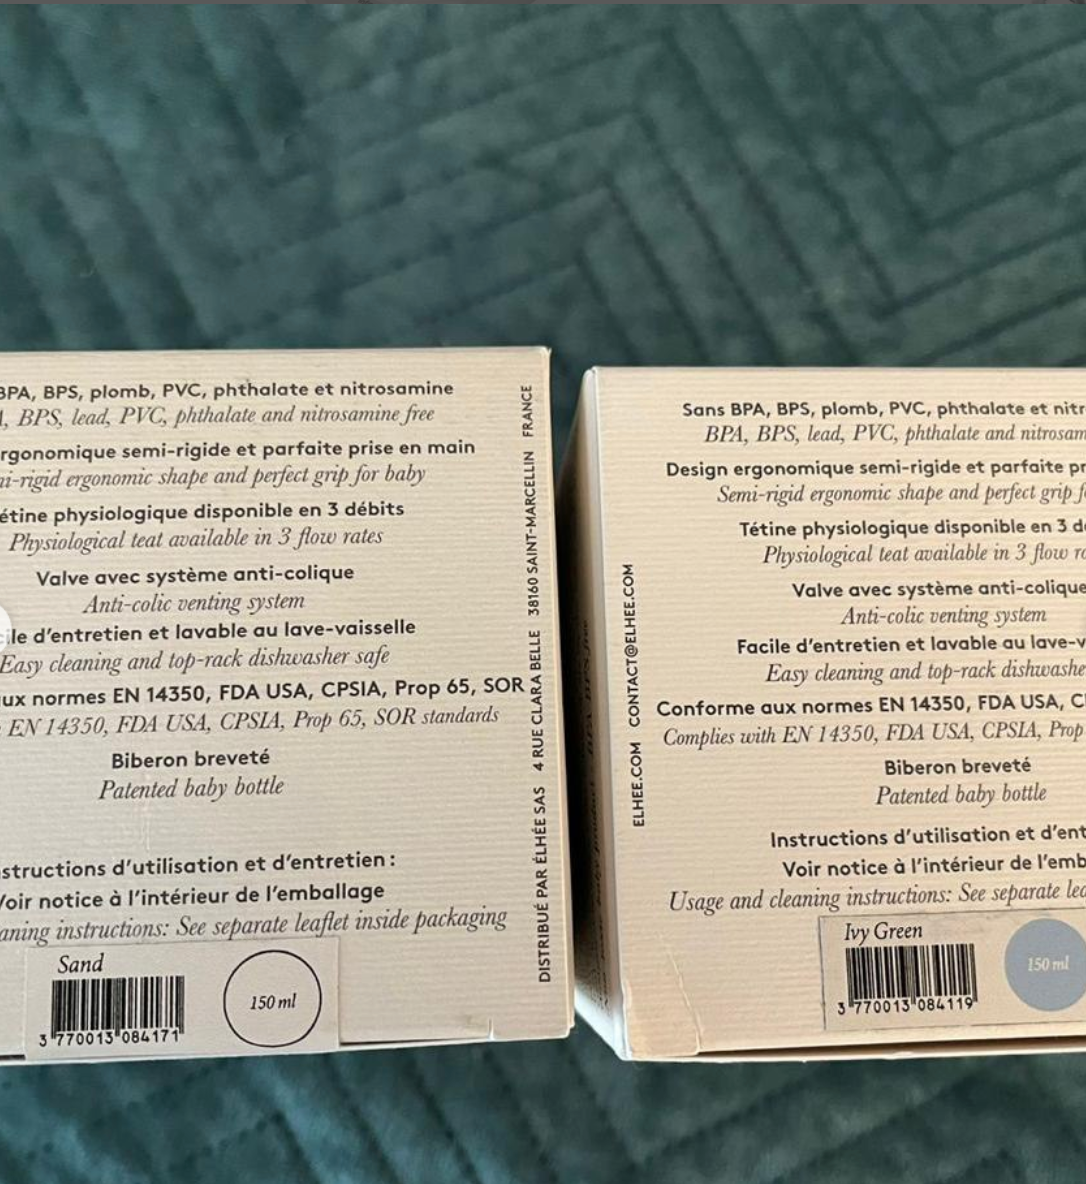 BPA, BPS, plomb, PVC, phthalate et nitrosamine
BPS, lead, PVC, phthalate and nitrosamine free
rgonomique semi-rigide et parfaite prise en main
mi-rigid ergonomic shape and perfect grip for baby
étine physiologique disponible en 3 débits
Physiological teat available in 3 flow rates
Valve avec système anti-colique
Anti-colic venting system
cile d'entretien et lavable au lave-vaisselle
Easy cleaning and top-rack dishwasher safe
ux normes EN 14350, FDA USA, CPSIA, Prop 65, SOR
EN 14350, FDA USA, CPSIA, Prop 65, SOR standards
Biberon breveté
Patented baby bottle
structions d'utilisation et d'entretien :
Voir notice à l'intérieur de l'emballage
aning instructions: See separate leaflet inside packaging
Sand
3 770013 084171
150 ml
DISTRIBUÉ PAR ÉLHÉE SAS 4 RUE CLARA BELLE 38160 SAINT-MARCELLIN FRANCE
ELHEE.COM CONTACT@ELHEE.COM
Sans BPA, BPS, plomb, PVC, phthalate et nitr
BPA, BPS, lead, PVC, phthalate and nitrosam
Design ergonomique semi-rigide et parfaite pr
Semi-rigid ergonomic shape and perfect grip f
Tétine physiologique disponible en 3 d
Physiological teat available in 3 flow r
Valve avec système anti-colique
Anti-colic venting system
Facile d'entretien et lavable au lave-v
Easy cleaning and top-rack dishwashe
Conforme aux normes EN 14350, FDA USA, C
Complies with EN 14350, FDA USA, CPSIA, Prop
Biberon breveté
Patented baby bottle
Instructions d'utilisation et d'ent
Voir notice à l'intérieur de l'emb
Usage and cleaning instructions: See separate lea
Ivy Green
3 770013 084119
150 ml